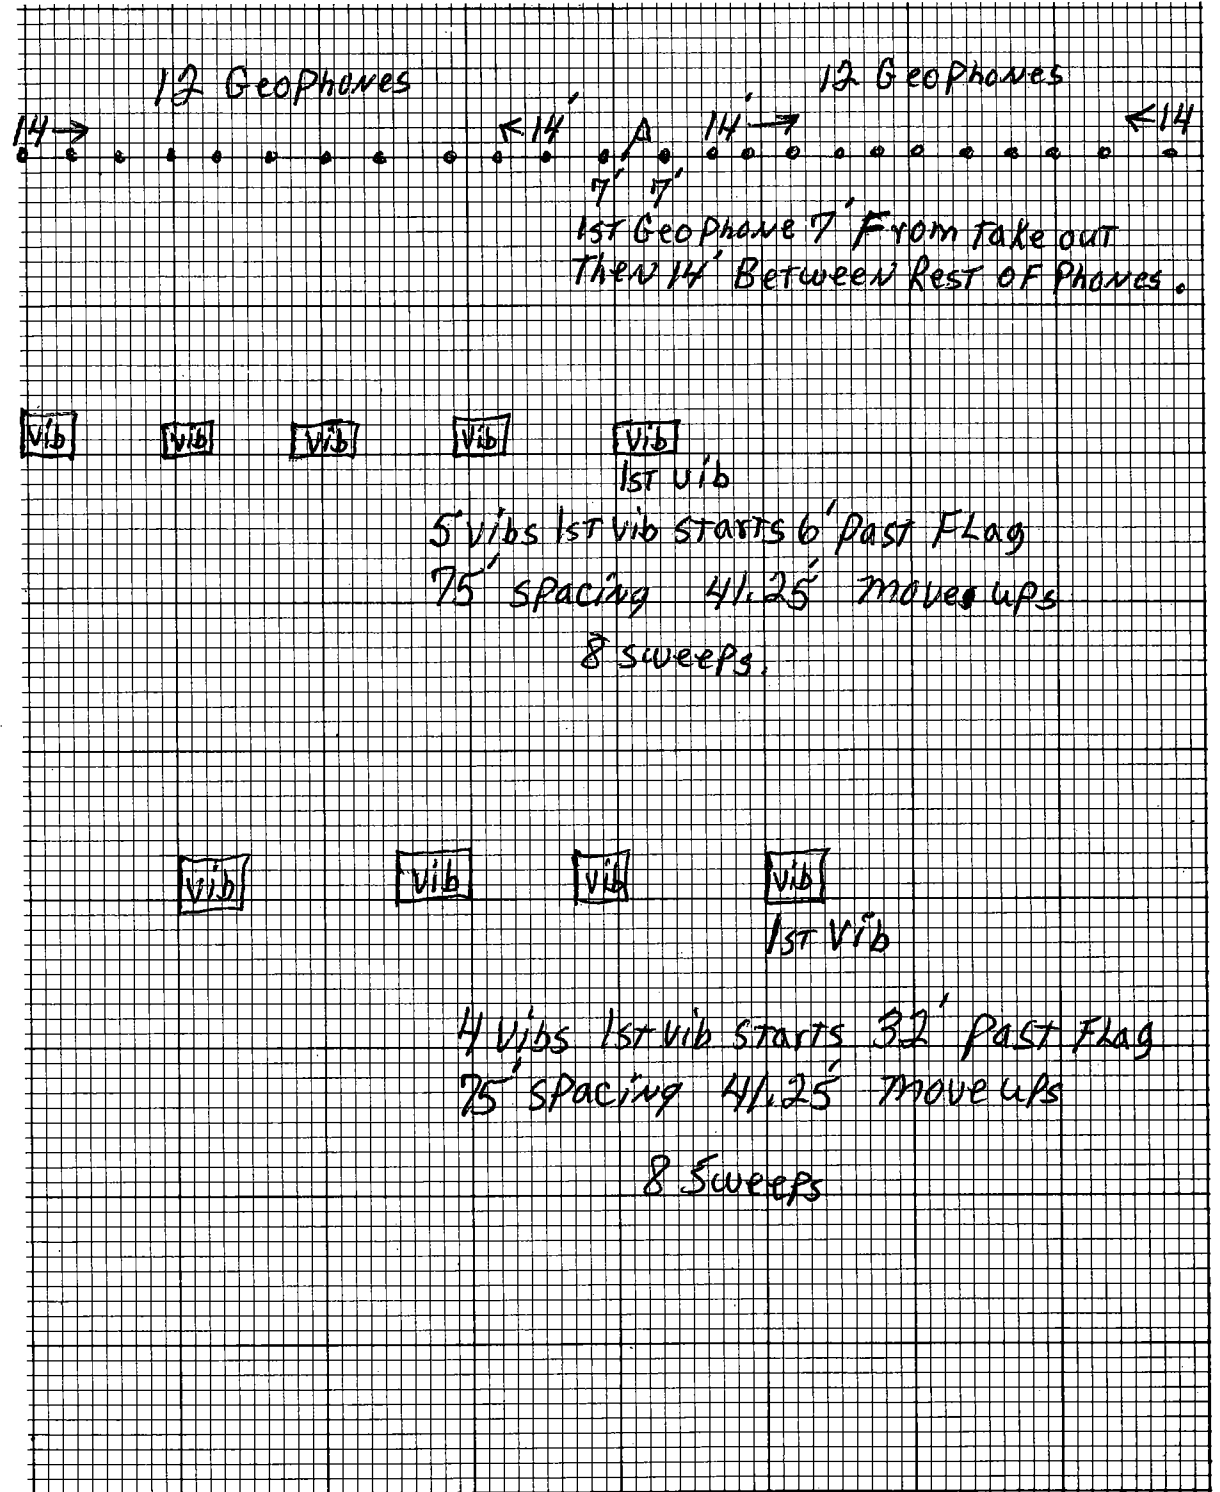 12 GeoPhones 12 GeoPhones
14' → ← 14' Δ 14' → ← 14
7' 7'
1st GeoPhone 7' From take out
Then 14' Between Rest of Phones.
Vib Vib Vib Vib Vib
1st vib
5 vibs 1st vib starts 6' Past FLag
75' spacing 41.25' move ups
8 sweeps.
Vib Vib Vib Vib
1st Vib
4 Vibs 1st vib starts 32' Past FLag
75' spacing 41.25' move ups
8 Sweeps